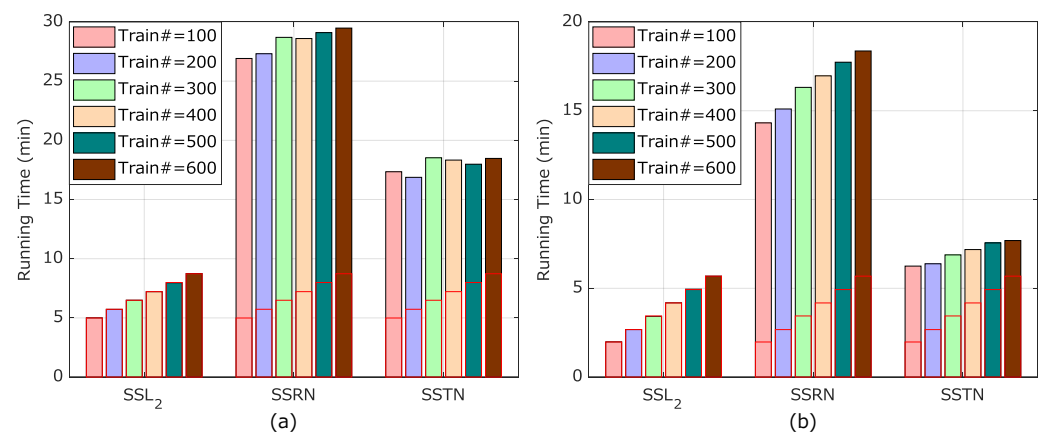 30
25
20
15
10
5
0
Running Time (min)
Train#=100
Train#=200
Train#=300
Train#=400
Train#=500
Train#=600
SSL2 SSRN SSTN
(a)
20
15
10
5
0
Running Time (min)
Train#=100
Train#=200
Train#=300
Train#=400
Train#=500
Train#=600
SSL2 SSRN SSTN
(b)